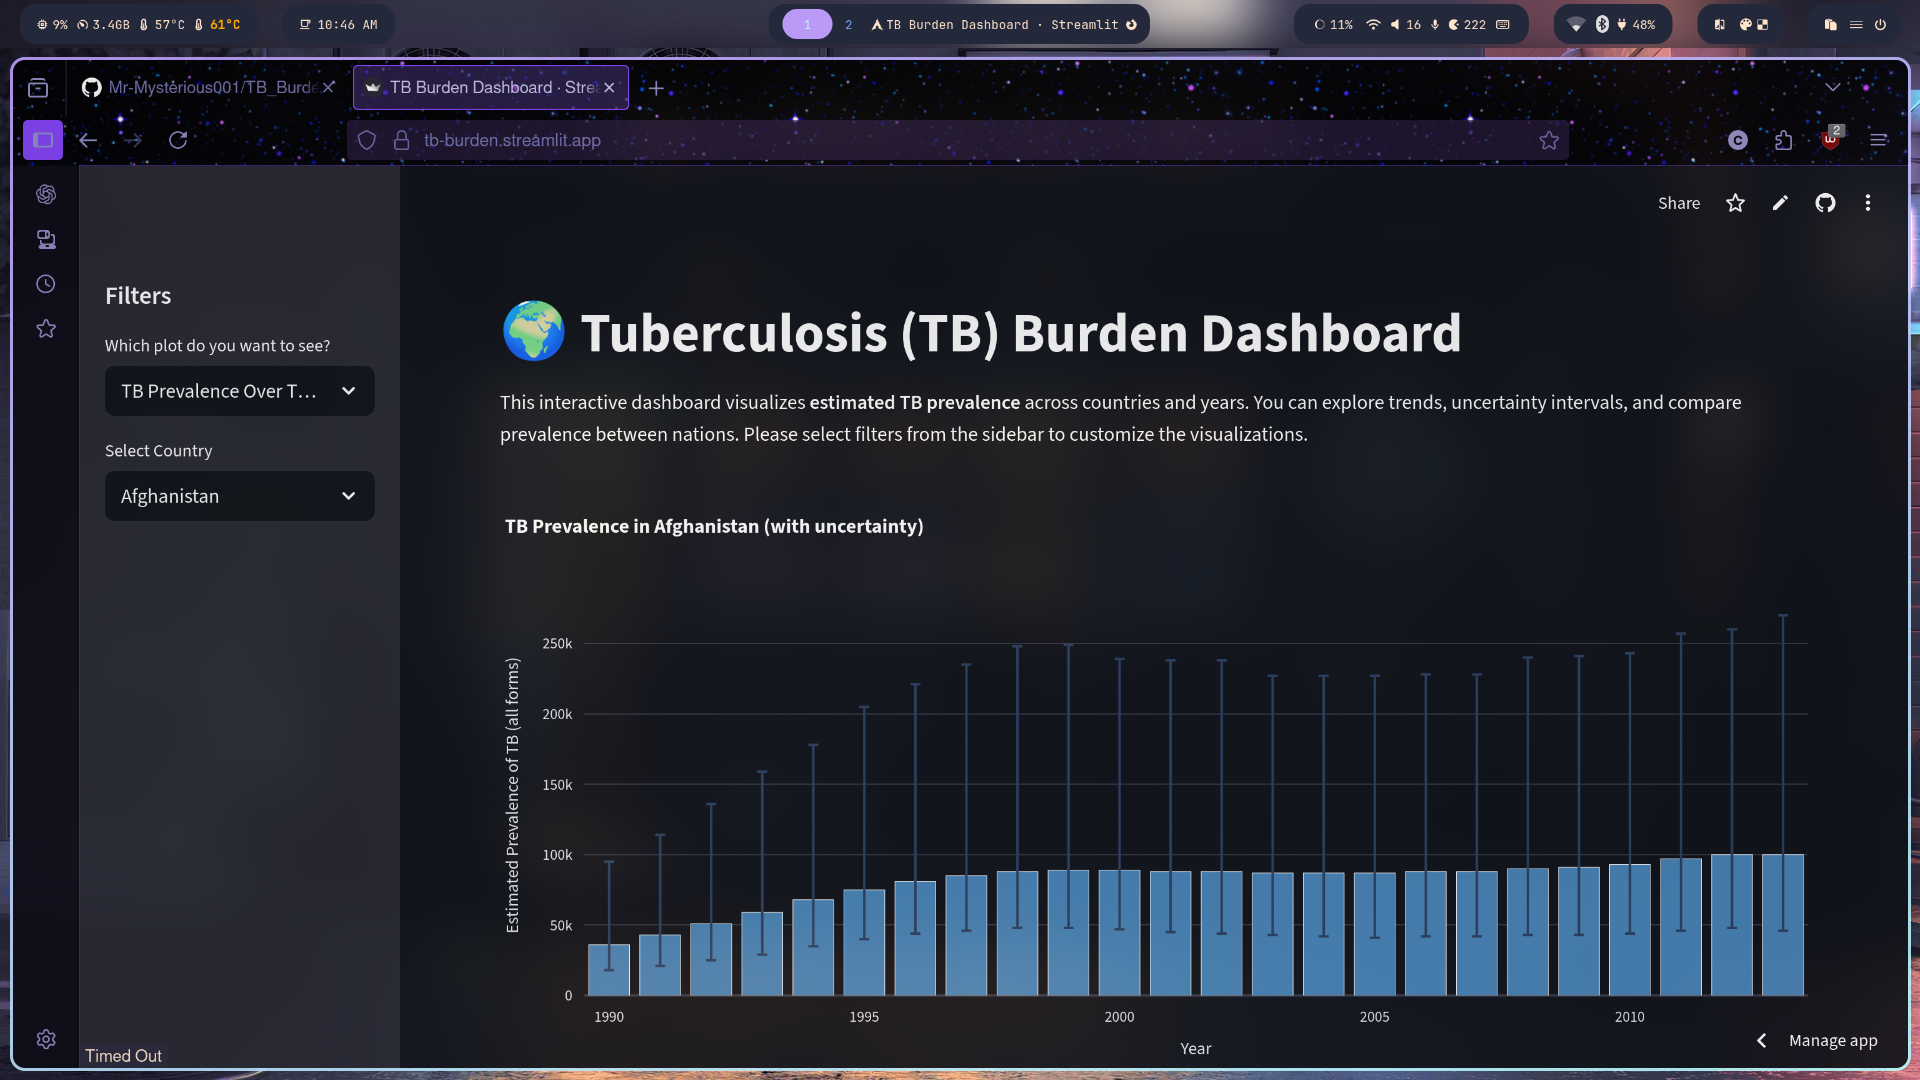 9% 3.4GB 57°C 61°C
10:46 AM
1 2 TB Burden Dashboard · Streamlit
11% 16 222
48%
Mr-Mysterious001/TB_Burde
TB Burden Dashboard · Strea
tb-burden.streamlit.app
2
Share
Filters
Which plot do you want to see?
TB Prevalence Over T...
Select Country
Afghanistan
Tuberculosis (TB) Burden Dashboard
This interactive dashboard visualizes estimated TB prevalence across countries and years. You can explore trends, uncertainty intervals, and compare
prevalence between nations. Please select filters from the sidebar to customize the visualizations.
TB Prevalence in Afghanistan (with uncertainty)
Estimated Prevalence of TB (all forms)
250k
200k
150k
100k
50k
0
1990 1995 2000 2005 2010
Year
Manage app
Timed Out